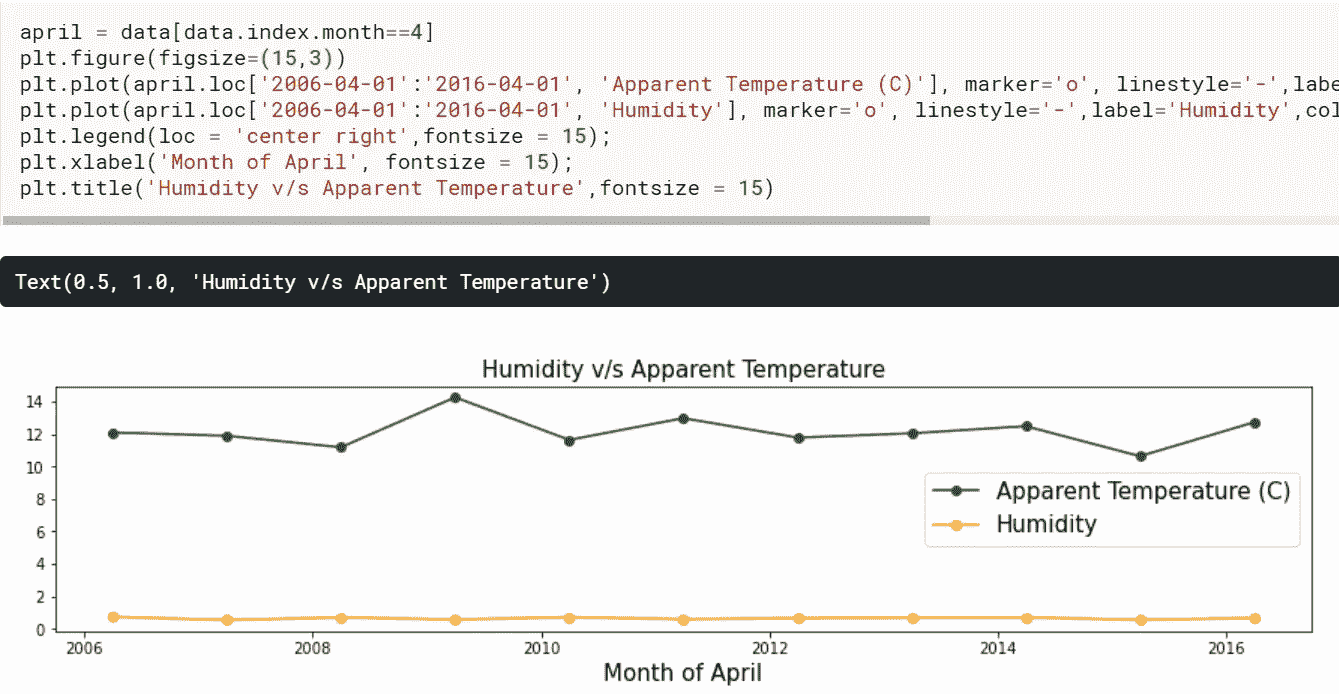 april = data[data.index.month==4]
plt.figure(figsize=(15,3))
plt.plot(april.loc['2006-04-01':'2016-04-01', 'Apparent Temperature (C)'], marker='o', linestyle='-',labe
plt.plot(april.loc['2006-04-01':'2016-04-01', 'Humidity'], marker='o', linestyle='-',label='Humidity',col
plt.legend(loc = 'center right',fontsize = 15);
plt.xlabel('Month of April', fontsize = 15);
plt.title('Humidity v/s Apparent Temperature',fontsize = 15)
Text(0.5, 1.0, 'Humidity v/s Apparent Temperature')
Humidity v/s Apparent Temperature
14
12
10
8
6
4
2
0
Apparent Temperature (C)
Humidity
2006 2008 2010 2012 2014 2016
Month of April